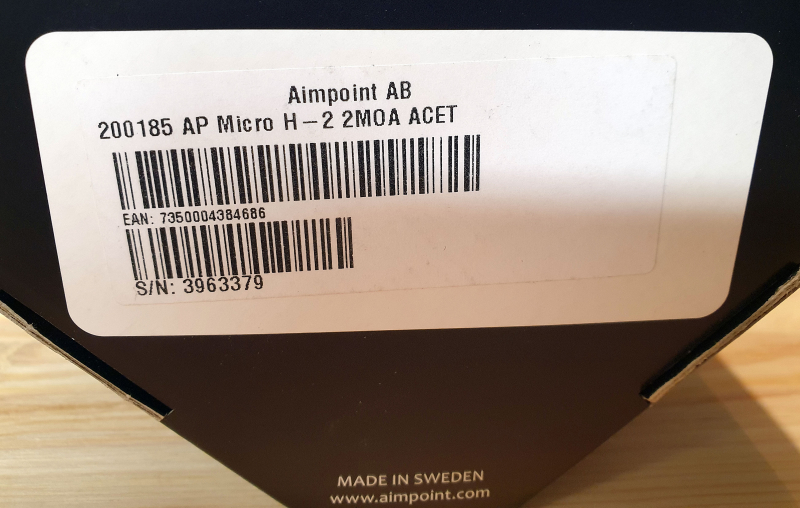 Aimpoint AB
200185 AP Micro H-2 2MOA ACET
EAN: 7350004384686
S/N: 3963379
MADE IN SWEDEN
www.aimpoint.com